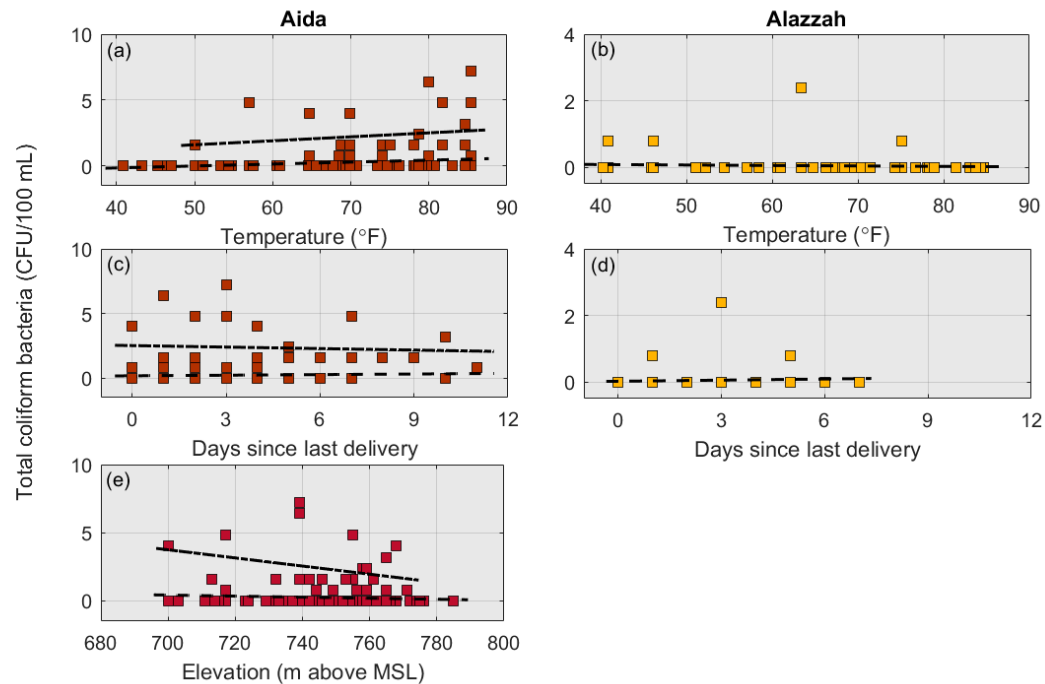 Aida
Alazzah
Total coliform bacteria (CFU/100 mL)
(a)
10
5
0
40 50 60 70 80 90
Temperature (°F)
(b)
4
2
0
40 50 60 70 80 90
Temperature (°F)
(c)
10
5
0
0 3 6 9 12
Days since last delivery
(d)
4
2
0
0 3 6 9 12
Days since last delivery
(e)
10
5
0
680 700 720 740 760 780 800
Elevation (m above MSL)